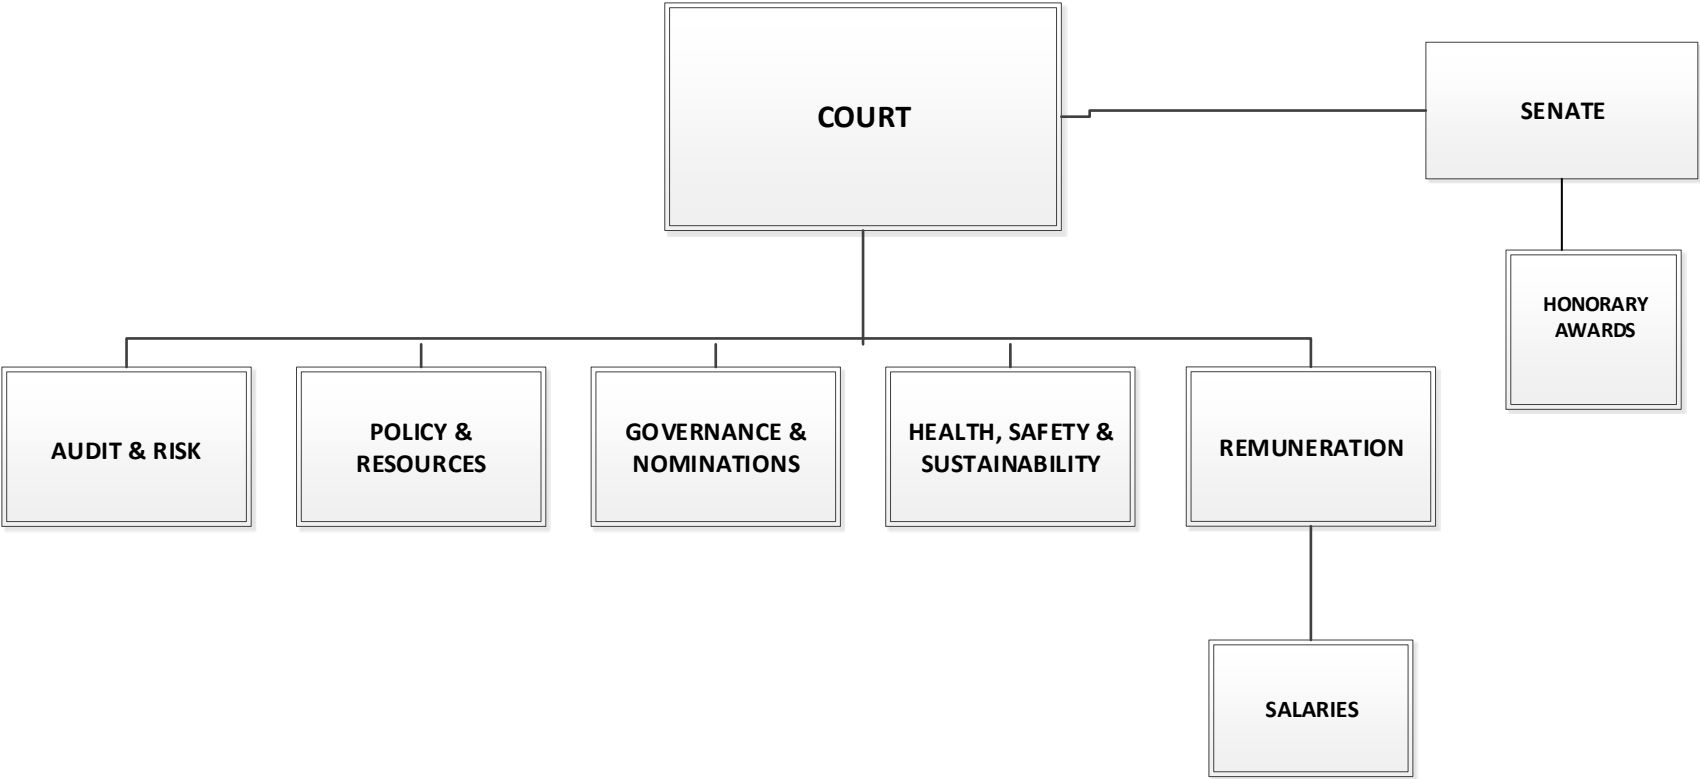 COURT
SENATE
HONORARY
AWARDS
AUDIT & RISK
POLICY &
RESOURCES
GOVERNANCE &
NOMINATIONS
HEALTH, SAFETY &
SUSTAINABILITY
REMUNERATION
SALARIES